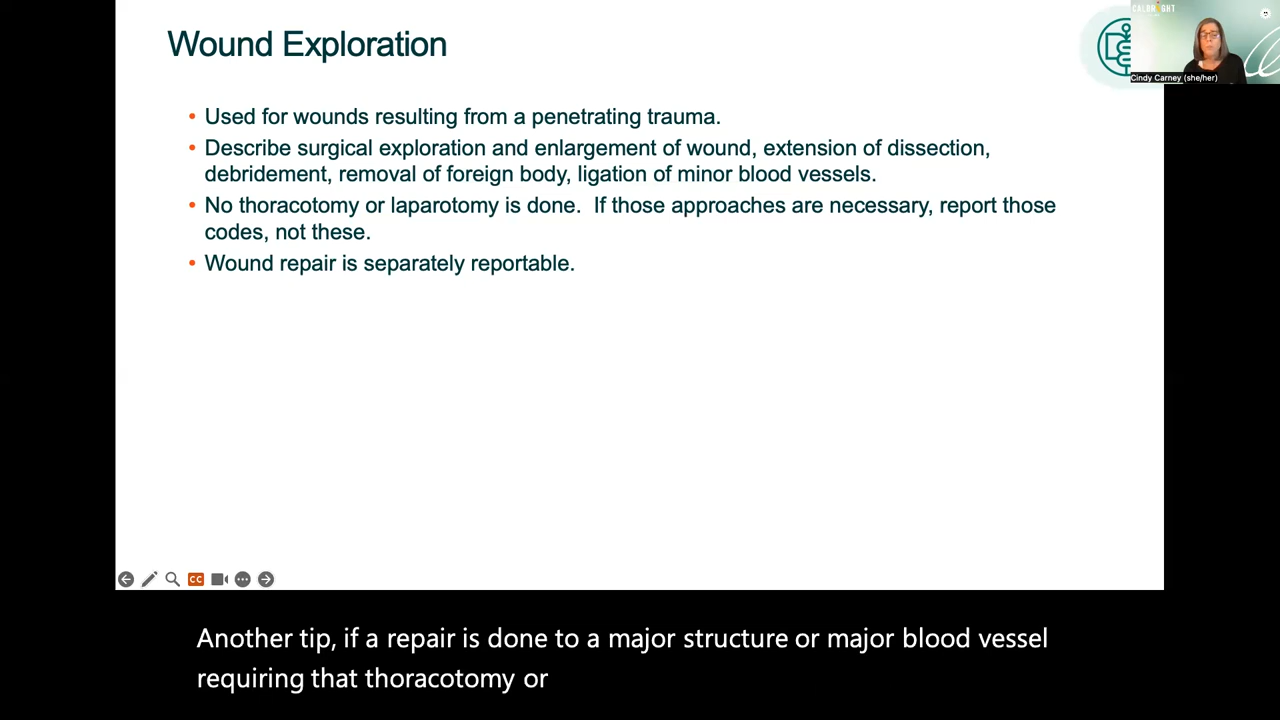 Wound Exploration
CALBRIGHT
Cindy Carney (she/her)
• Used for wounds resulting from a penetrating trauma.
• Describe surgical exploration and enlargement of wound, extension of dissection,
debridement, removal of foreign body, ligation of minor blood vessels.
• No thoracotomy or laparotomy is done. If those approaches are necessary, report those
codes, not these.
• Wound repair is separately reportable.
CC
Another tip, if a repair is done to a major structure or major blood vessel
requiring that thoracotomy or